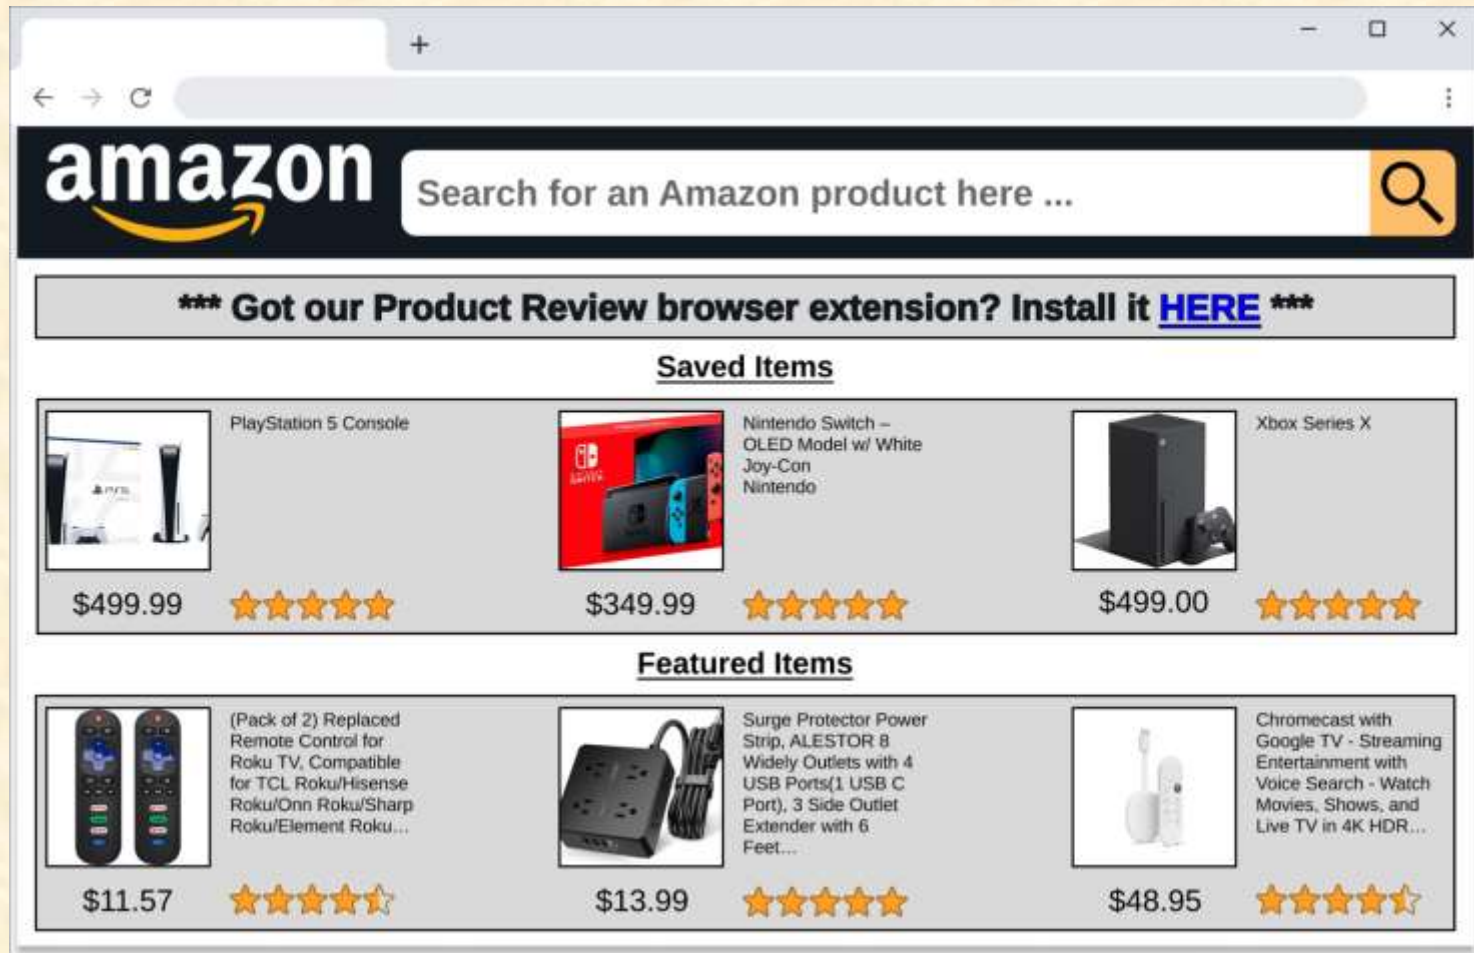 amazon
Search for an Amazon product here ...
*** Got our Product Review browser extension? Install it HERE ***
Saved Items
PlayStation 5 Console
$499.99
Nintendo Switch –
OLED Model w/ White
Joy-Con
Nintendo
$349.99
Xbox Series X
$499.00
Featured Items
(Pack of 2) Replaced
Remote Control for
Roku TV, Compatible
for TCL Roku/Hisense
Roku/Onn Roku/Sharp
Roku/Element Roku...
$11.57
Surge Protector Power
Strip, ALESTOR 8
Widely Outlets with 4
USB Ports(1 USB C
Port), 3 Side Outlet
Extender with 6
Feet...
$13.99
Chromecast with
Google TV - Streaming
Entertainment with
Voice Search - Watch
Movies, Shows, and
Live TV in 4K HDR...
$48.95